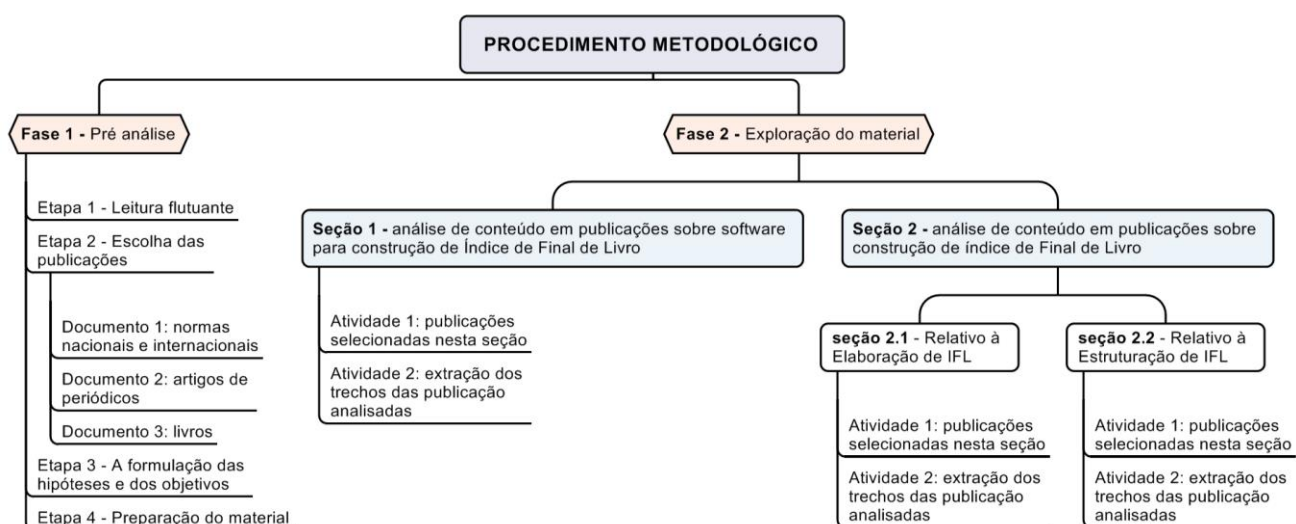 PROCEDIMENTO METODOLÓGICO
Fase 1 - Pré análise
Etapa 1 - Leitura flutuante
Etapa 2 - Escolha das
publicações
Documento 1: normas
nacionais e internacionais
Documento 2: artigos de
periódicos
Documento 3: livros
Etapa 3 - A formulação das
hipóteses e dos objetivos
Etapa 4 - Preparação do material
Fase 2 - Exploração do material
Seção 1 - análise de conteúdo em publicações sobre software
para construção de Índice de Final de Livro
Atividade 1: publicações
selecionadas nesta seção
Atividade 2: extração dos
trechos das publicação
analisadas
Seção 2 - análise de conteúdo em publicações sobre
construção de índice de Final de Livro
seção 2.1 - Relativo à
Elaboração de IFL
Atividade 1: publicações
selecionadas nesta seção
Atividade 2: extração dos
trechos das publicação
analisadas
seção 2.2 - Relativo à
Estruturação de IFL
Atividade 1: publicações
selecionadas nesta seção
Atividade 2: extração dos
trechos das publicação
analisadas